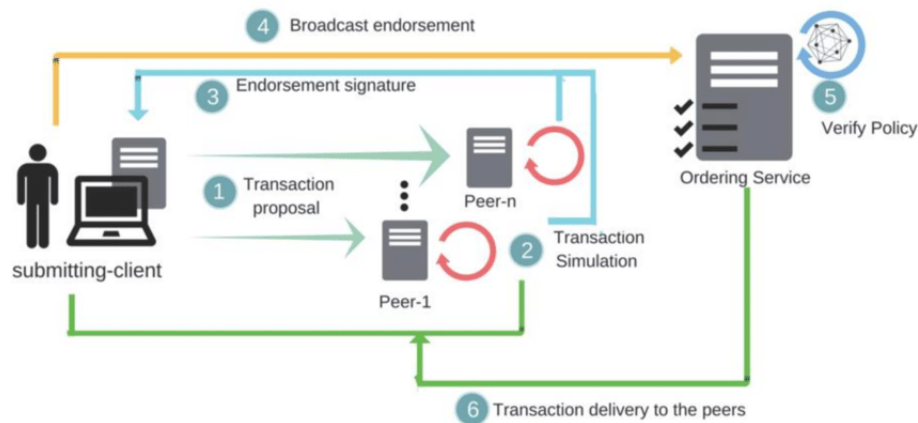 4
Broadcast endorsement
3
Endorsement signature
5
Verify Policy
Ordering Service
1
Transaction
proposal
Peer-n
2
Transaction
Simulation
submitting-client
Peer-1
6
Transaction delivery to the peers